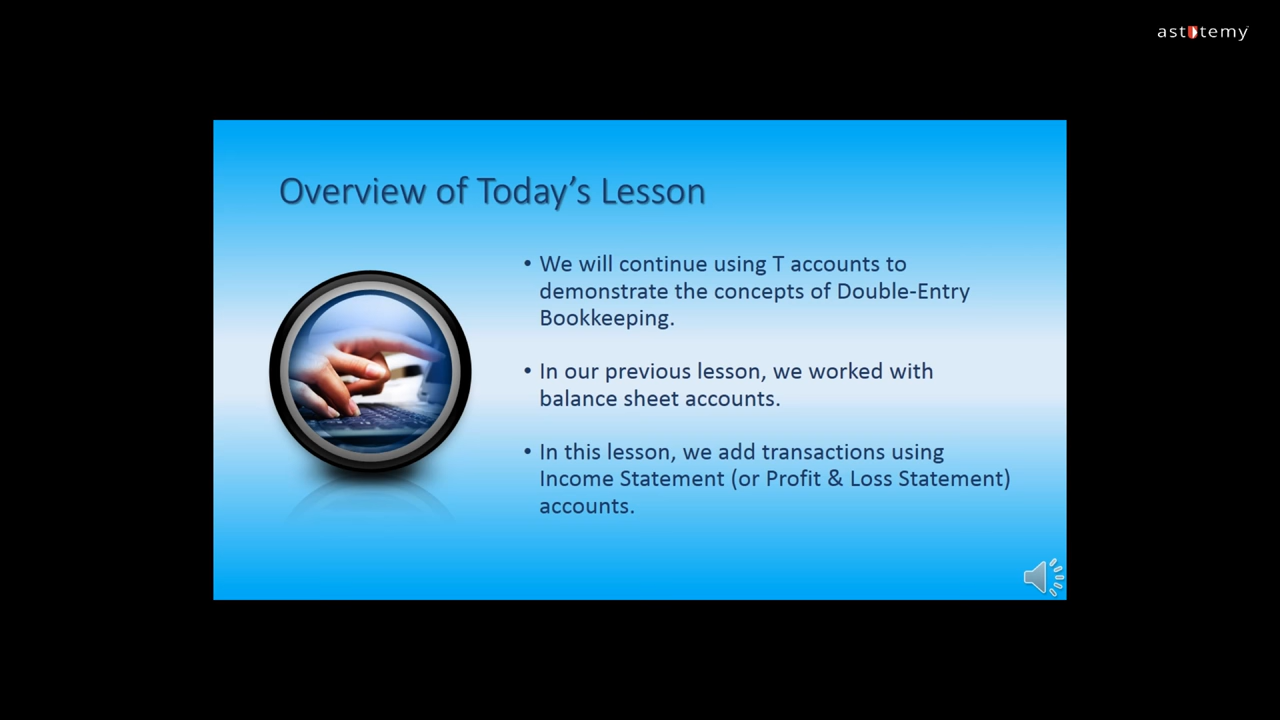 astutemy
Overview of Today’s Lesson
• We will continue using T accounts to
demonstrate the concepts of Double-Entry
Bookkeeping.
• In our previous lesson, we worked with
balance sheet accounts.
• In this lesson, we add transactions using
Income Statement (or Profit & Loss Statement)
accounts.